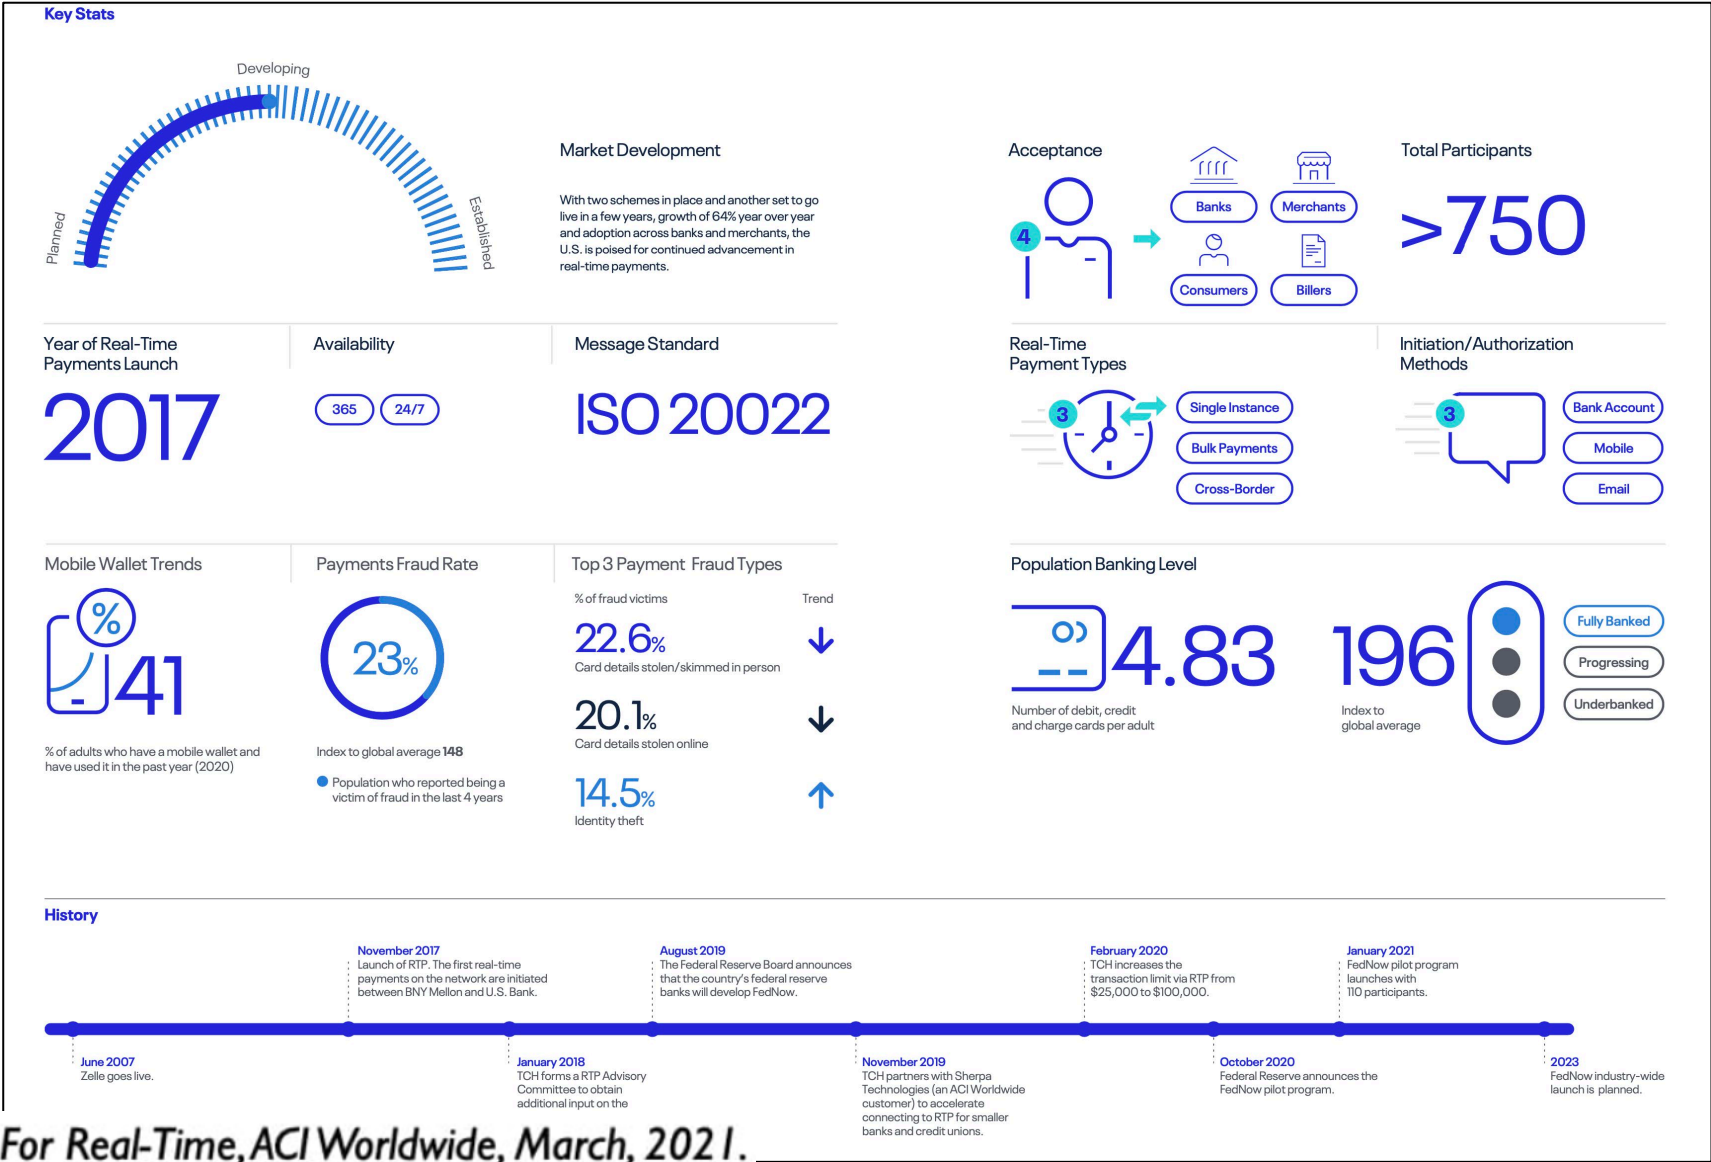 Key Stats
Planned
Developing
Established
Market Development
With two schemes in place and another set to go
live in a few years, growth of 64% year over year
and adoption across banks and merchants, the
U.S. is poised for continued advancement in
real-time payments.
Acceptance
4
Banks
Merchants
Consumers
Billers
Total Participants
>750
Year of Real-Time
Payments Launch
2017
Availability
365
24/7
Message Standard
ISO 20022
Real-Time
Payment Types
3
Single Instance
Bulk Payments
Cross-Border
Initiation/Authorization
Methods
3
Bank Account
Mobile
Email
Mobile Wallet Trends
%
41
% of adults who have a mobile wallet and
have used it in the past year (2020)
Payments Fraud Rate
23%
Index to global average 148
Population who reported being a
victim of fraud in the last 4 years
Top 3 Payment Fraud Types
% of fraud victims
Trend
22.6%
Card details stolen/skimmed in person
20.1%
Card details stolen online
14.5%
Identity theft
Population Banking Level
4.83
Number of debit, credit
and charge cards per adult
196
Index to
global average
Fully Banked
Progressing
Underbanked
History
June 2007
Zelle goes live.
November 2017
Launch of RTP. The first real-time
payments on the network are initiated
between BNY Mellon and U.S. Bank.
January 2018
TCH forms a RTP Advisory
Committee to obtain
additional input on the
August 2019
The Federal Reserve Board announces
that the country's federal reserve
banks will develop FedNow.
November 2019
TCH partners with Sherpa
Technologies (an ACI Worldwide
customer) to accelerate
connecting to RTP for smaller
banks and credit unions.
February 2020
TCH increases the
transaction limit via RTP from
$25,000 to $100,000.
October 2020
Federal Reserve announces the
FedNow pilot program.
January 2021
FedNow pilot program
launches with
110 participants.
2023
FedNow industry-wide
launch is planned.
For Real-Time, ACI Worldwide, March, 2021.